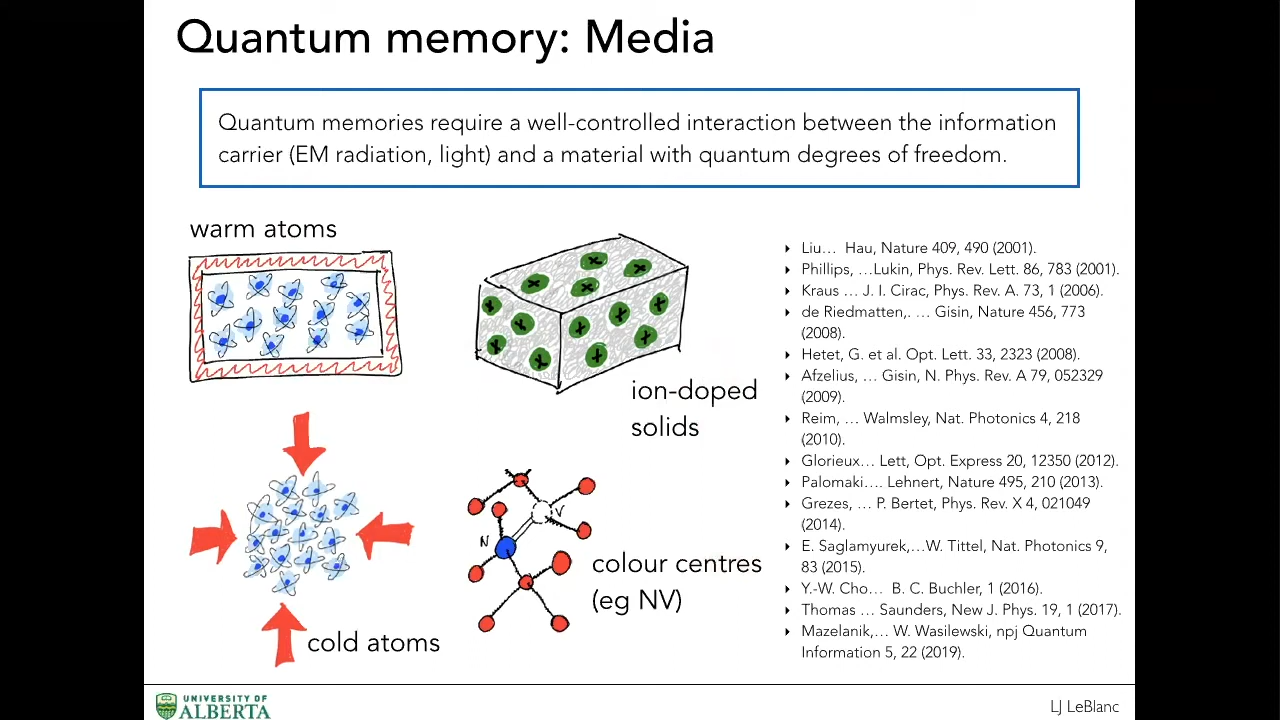 Quantum memory: Media
Quantum memories require a well-controlled interaction between the information
carrier (EM radiation, light) and a material with quantum degrees of freedom.
warm atoms
ion-doped
solids
cold atoms
N
V
colour centres
(eg NV)
Liu… Hau, Nature 409, 490 (2001).
Phillips, …Lukin, Phys. Rev. Lett. 86, 783 (2001).
Kraus … J. I. Cirac, Phys. Rev. A. 73, 1 (2006).
de Riedmatten,. … Gisin, Nature 456, 773
(2008).
Hetet, G. et al. Opt. Lett. 33, 2323 (2008).
Afzelius, … Gisin, N. Phys. Rev. A 79, 052329
(2009).
Reim, … Walmsley, Nat. Photonics 4, 218
(2010).
Glorieux… Lett, Opt. Express 20, 12350 (2012).
Palomaki…. Lehnert, Nature 495, 210 (2013).
Grezes, … P. Bertet, Phys. Rev. X 4, 021049
(2014).
E. Saglamyurek,…W. Tittel, Nat. Photonics 9,
83 (2015).
Y.-W. Cho… B. C. Buchler, 1 (2016).
Thomas … Saunders, New J. Phys. 19, 1 (2017).
Mazelanik,… W. Wasilewski, npj Quantum
Information 5, 22 (2019).
UNIVERSITY OF
ALBERTA
LJ LeBlanc